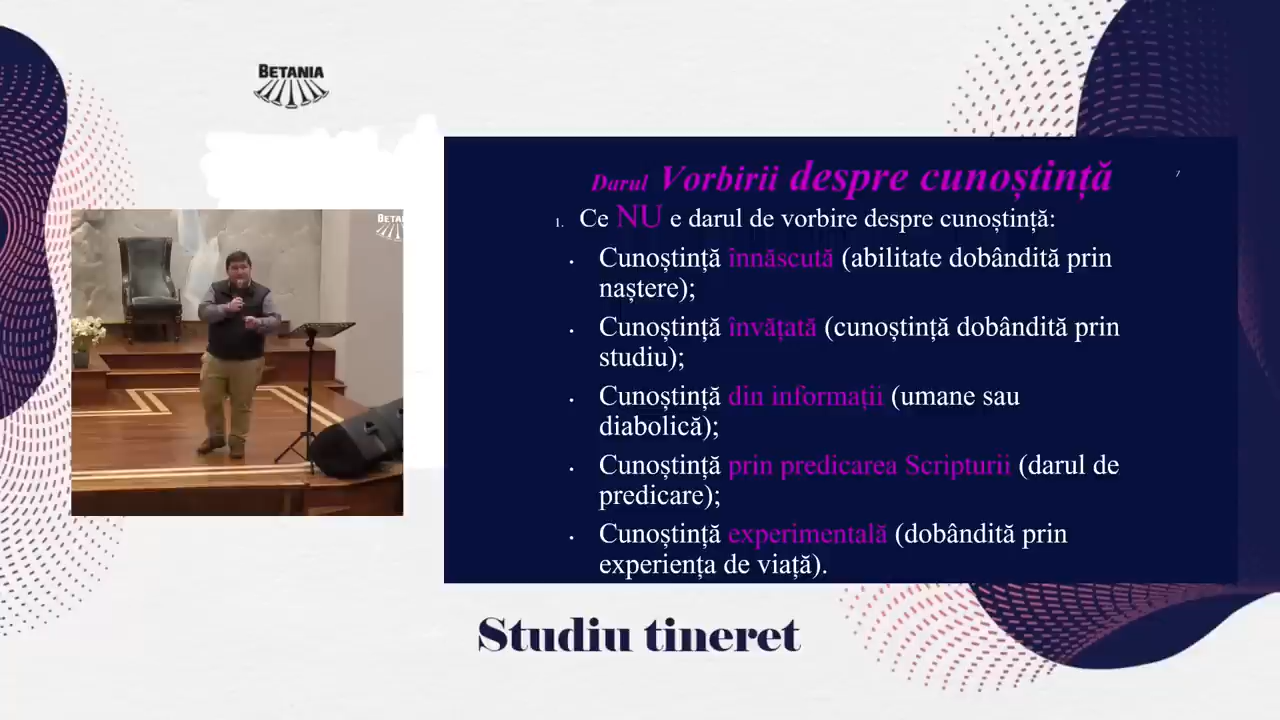 BETANIA
Darul Vorbirii despre cunoștință
7
1. Ce NU e darul de vorbire despre cunoștință:
• Cunoștință înnăscută (abilitate dobândită prin
naștere);
• Cunoștință învățată (cunoștință dobândită prin
studiu);
• Cunoștință din informații (umane sau
diabolică);
• Cunoștință prin predicarea Scripturii (darul de
predicare);
• Cunoștință experimentală (dobândită prin
experiența de viață).
BETA
Studiu tineret